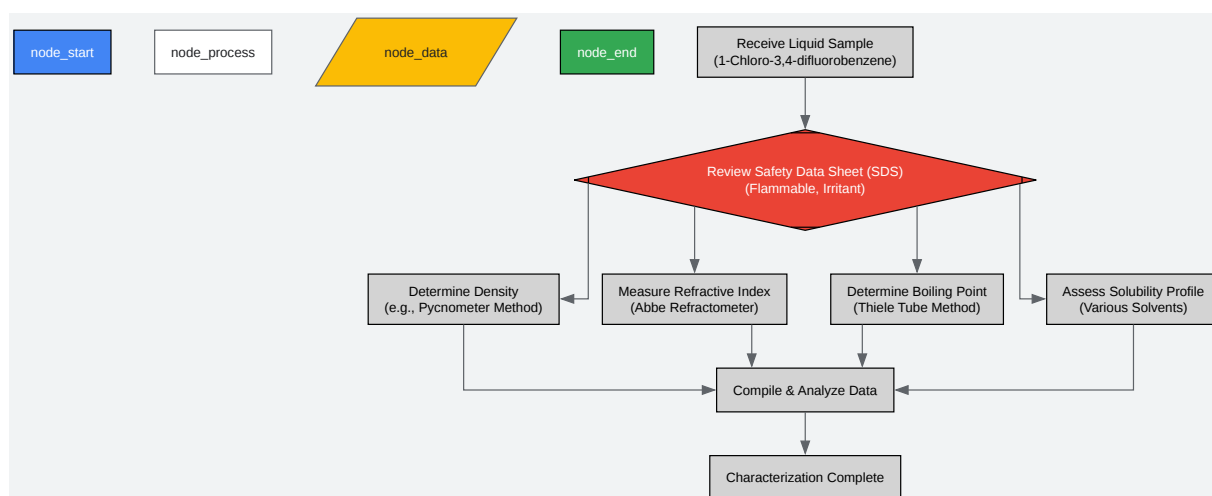 node_start
node_process
node_data
node_end
Receive Liquid Sample
(1-Chloro-3,4-difluorobenzene)
Review Safety Data Sheet (SDS)
(Flammable, Irritant)
Determine Density
(e.g., Pycnometer Method)
Measure Refractive Index
(Abbe Refractometer)
Determine Boiling Point
(Thiele Tube Method)
Assess Solubility Profile
(Various Solvents)
Compile & Analyze Data
Characterization Complete